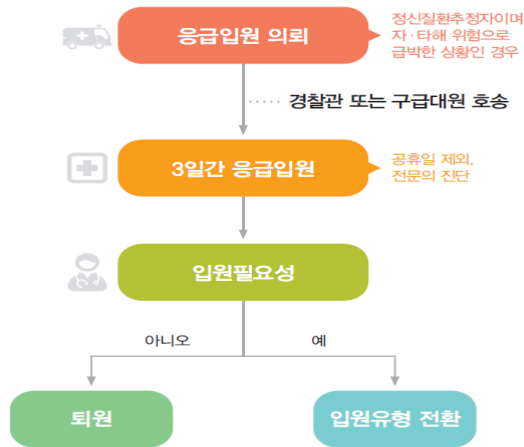 응급입원 의뢰
정신질환추정자이며
자·타해 위험으로
급박한 상황인 경우
경찰관 또는 구급대원 호송
3일간 응급입원
공휴일 제외,
전문의 진단
입원필요성
아니오
예
퇴원
입원유형 전환